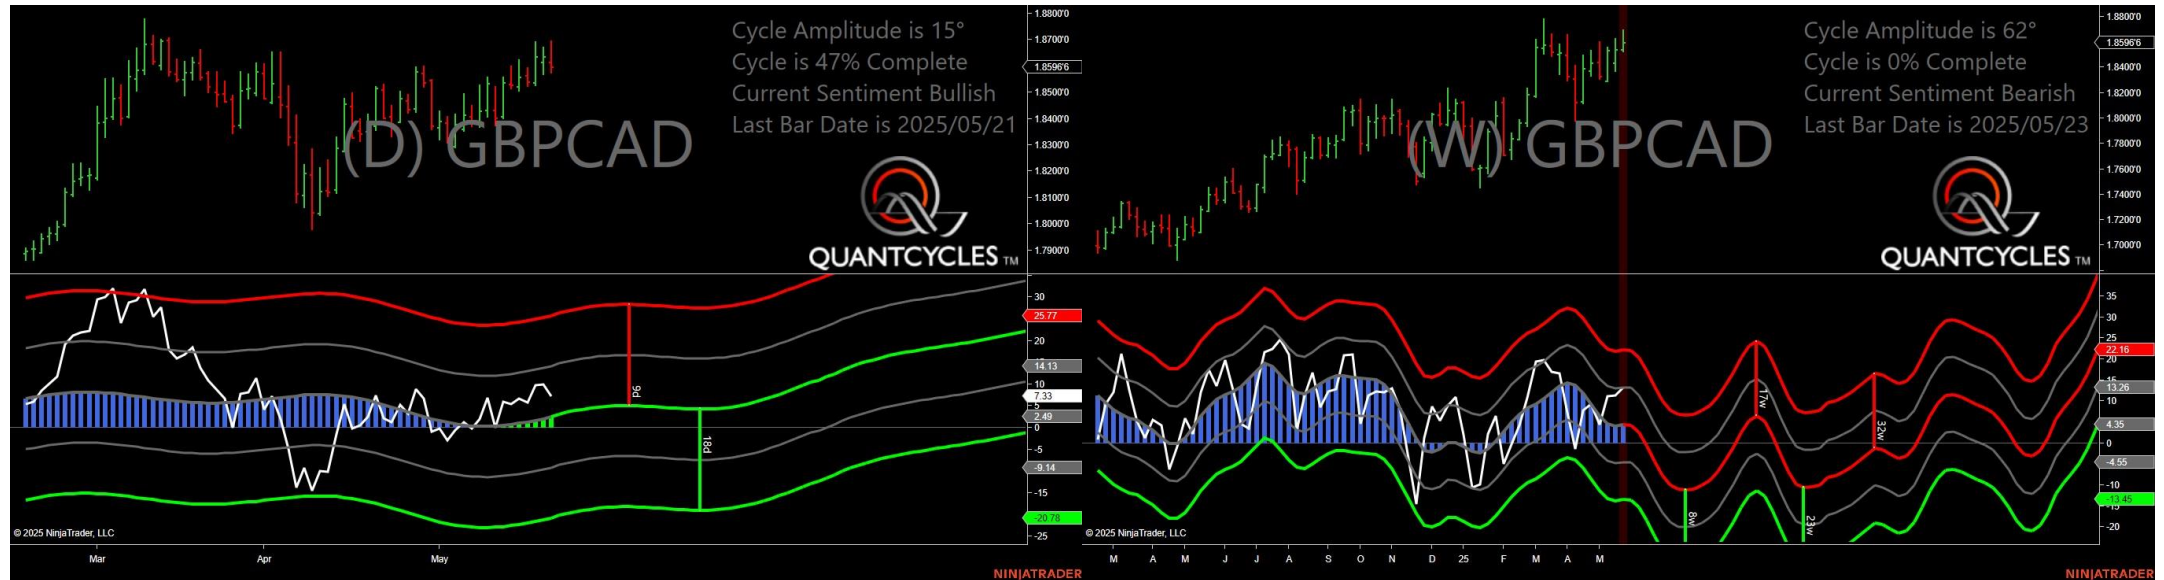 Cycle Amplitude is 15°
Cycle is 47% Complete
Current Sentiment Bullish
Last Bar Date is 2025/05/21
(D) GBPCAD
QUANTCYCLES TM
1.8800'0
1.8700'0
1.8596'6
1.8500'0
1.8400'0
1.8300'0
1.8200'0
1.8100'0
1.8000'0
1.7900'0
30
25.77
20
14.13
10
7.33
5
2.49
0
-5
-9.14
-15
-20.78
-25
9d
18d
© 2025 NinjaTrader, LLC
Mar
Apr
May
NINJATRADER
Cycle Amplitude is 62°
Cycle is 0% Complete
Current Sentiment Bearish
Last Bar Date is 2025/05/23
(W) GBPCAD
QUANTCYCLES TM
1.8800'0
1.8596'6
1.8400'0
1.8200'0
1.8000'0
1.7800'0
1.7600'0
1.7400'0
1.7200'0
1.7000'0
35
30
25
22.16
20
15
13.26
10
4.35
0
-4.55
-10
-13.45
-20
8w
17w
23w
32w
© 2025 NinjaTrader, LLC
M A M J J A S O N D 25 F M A M
NINJATRADER